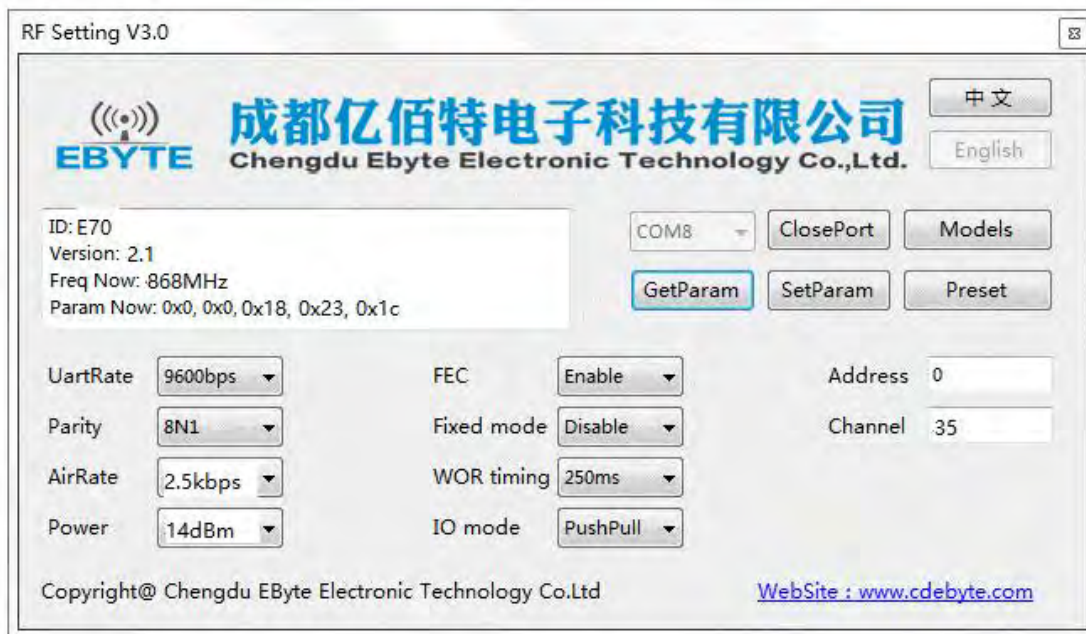 RF Setting V3.0
中文
English
EBYTE
成都亿佰特电子科技有限公司
Chengdu Ebyte Electronic Technology Co.,Ltd.
ID: E70
Version: 2.1
Freq Now: 868MHz
Param Now: 0x0, 0x0, 0x18, 0x23, 0x1c
COM8 ClosePort Models
GetParam SetParam Preset
UartRate 9600bps FEC Enable Address 0
Parity 8N1 Fixed mode Disable Channel 35
AirRate 2.5kbps WOR timing 250ms
Power 14dBm IO mode PushPull
Copyright@ Chengdu EByte Electronic Technology Co.Ltd WebSite : www.cdebyte.com